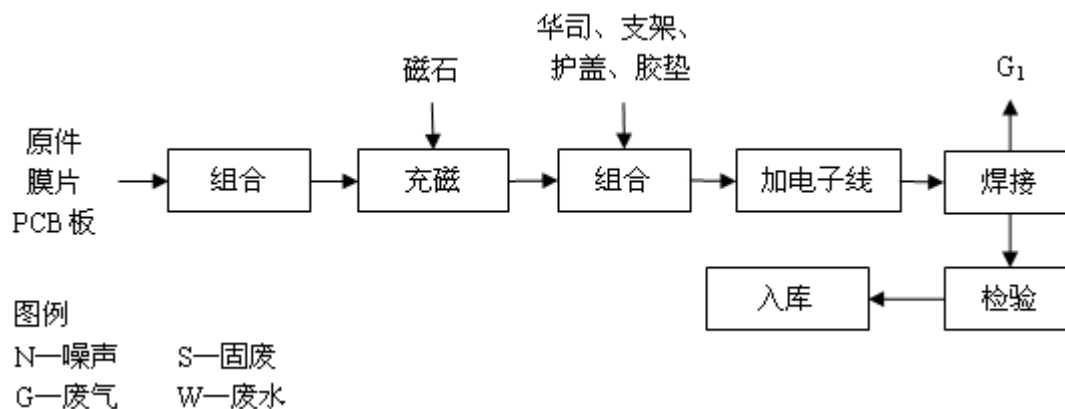 华司、支架、
护盖、胶垫
磁石
G₁
原件
膜片
PCB板
组合
充磁
组合
加电子线
焊接
检验
入库
图例
N—噪声 S—固废
G—废气 W—废水